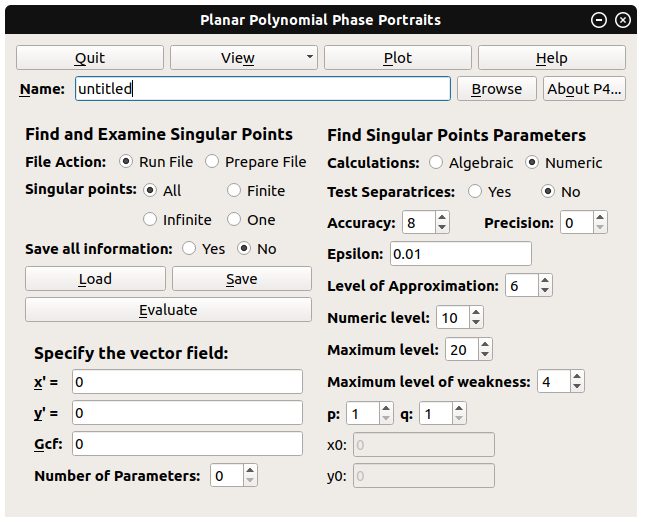 Planar Polynomial Phase Portraits
Quit View Plot Help
Name: untitled Browse About P4...
Find and Examine Singular Points
File Action: Run File Prepare File
Singular points: All Finite
Infinite One
Save all information: Yes No
Load Save
Evaluate
Specify the vector field:
x' = 0
y' = 0
Gcf: 0
Number of Parameters: 0
Find Singular Points Parameters
Calculations: Algebraic Numeric
Test Separatrices: Yes No
Accuracy: 8 Precision: 0
Epsilon: 0.01
Level of Approximation: 6
Numeric level: 10
Maximum level: 20
Maximum level of weakness: 4
p: 1 q: 1
x0: 0
y0: 0